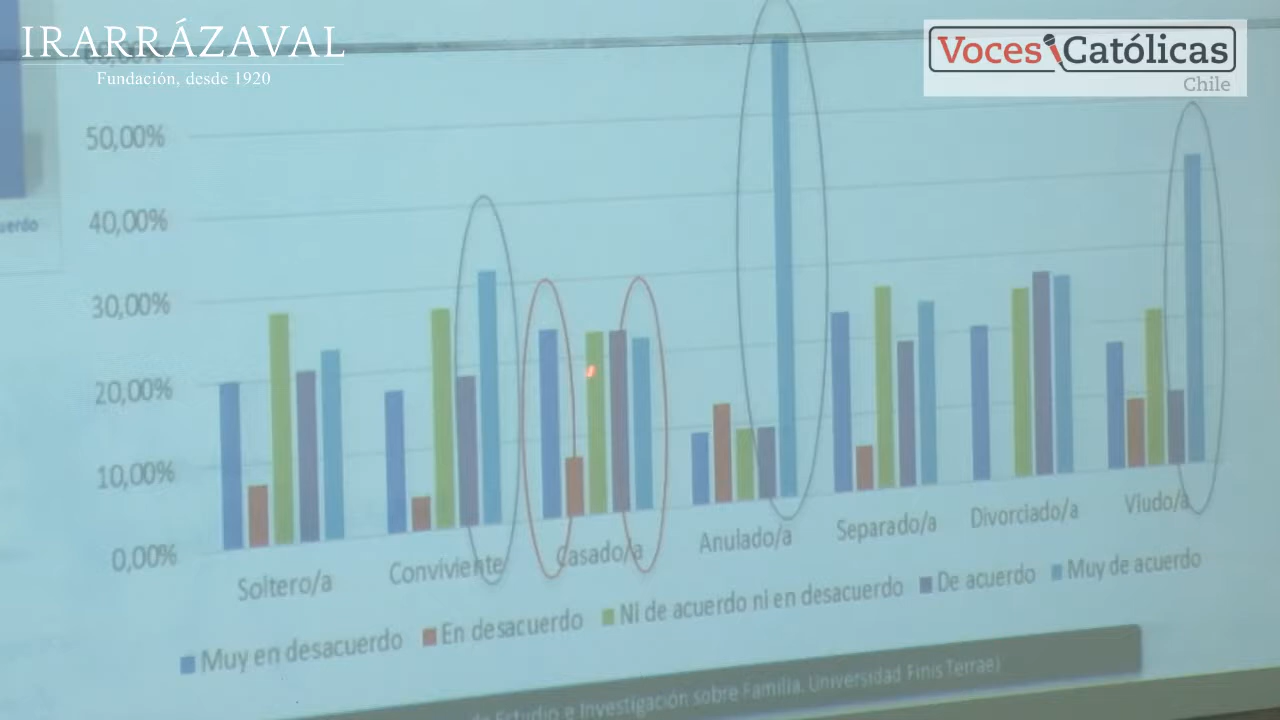 IRARRÁZAVAL
Fundación, desde 1920
Voces Católicas
Chile
50,00%
40,00%
30,00%
20,00%
10,00%
0,00%
uerdo
Soltero/a
Conviviente
Casado/a
Anulado/a
Separado/a
Divorciado/a
Viudo/a
Muy en desacuerdo En desacuerdo Ni de acuerdo ni en desacuerdo De acuerdo Muy de acuerdo
de Estudio e Investigación sobre Familia. Universidad Finis Terrae)